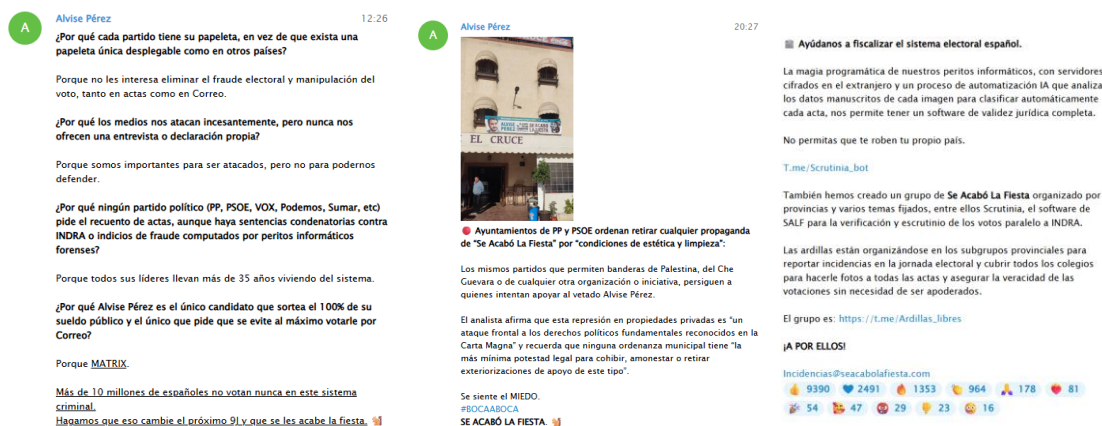 A
Alvise Pérez
12:26
¿Por qué cada partido tiene su papeleta, en vez de que exista una
papeleta única desplegable como en otros países?
Porque no les interesa eliminar el fraude electoral y manipulación del
voto, tanto en actas como en Correo.
¿Por qué los medios nos atacan incesantemente, pero nunca nos
ofrecen una entrevista o declaración propia?
Porque somos importantes para ser atacados, pero no para podernos
defender.
¿Por qué ningún partido político (PP, PSOE, VOX, Podemos, Sumar, etc)
pide el recuento de actas, aunque haya sentencias condenatorias contra
INDRA o indicios de fraude computados por peritos informáticos
forenses?
Porque todos sus líderes llevan más de 35 años viviendo del sistema.
¿Por qué Alvise Pérez es el único candidato que sortea el 100% de su
sueldo público y el único que pide que se evite al máximo votarle por
Correo?
Porque MATRIX.
Más de 10 millones de españoles no votan nunca en este sistema
criminal.
Hagamos que eso cambie el próximo 9J y que se les acabe la fiesta.
A
Alvise Pérez
20:27
ALVISE PÉREZ
EL CRUCE
Ayuntamientos de PP y PSOE ordenan retirar cualquier propaganda
de “Se Acabó La Fiesta” por “condiciones de estética y limpieza”:
Los mismos partidos que permiten banderas de Palestina, del Che
Guevara o de cualquier otra organización o iniciativa, persiguen a
quienes intentan apoyar al vetado Alvise Pérez.
El analista afirma que esta represión en propiedades privadas es “un
ataque frontal a los derechos políticos fundamentales reconocidos en la
Carta Magna” y recuerda que ninguna ordenanza municipal tiene “la
más mínima potestad legal para cohibir, amonestar o retirar
exteriorizaciones de apoyo de este tipo”.
Se siente el MIEDO.
#BOCAABOCA
SE ACABÓ LA FIESTA.
Ayúdanos a fiscalizar el sistema electoral español.
La magia programática de nuestros peritos informáticos, con servidores
cifrados en el extranjero y un proceso de automatización IA que analiza
los datos manuscritos de cada imagen para clasificar automáticamente
cada acta, nos permite tener un software de validez jurídica completa.
No permitas que te roben tu propio país.
T.me/Scrutinia_bot
También hemos creado un grupo de Se Acabó La Fiesta organizado por
provincias y varios temas fijados, entre ellos Scrutinia, el software de
SALF para la verificación y escrutinio de los votos paralelo a INDRA.
Las ardillas están organizándose en los subgrupos provinciales para
reportar incidencias en la jornada electoral y cubrir todos los colegios
para hacerle fotos a todas las actas y asegurar la veracidad de las
votaciones sin necesidad de ser apoderados.
El grupo es: https://t.me/Ardillas_libres
¡A POR ELLOS!
Incidencias@seacabolafiesta.com
9390 2491 1353 964 178 81
54 47 29 23 16